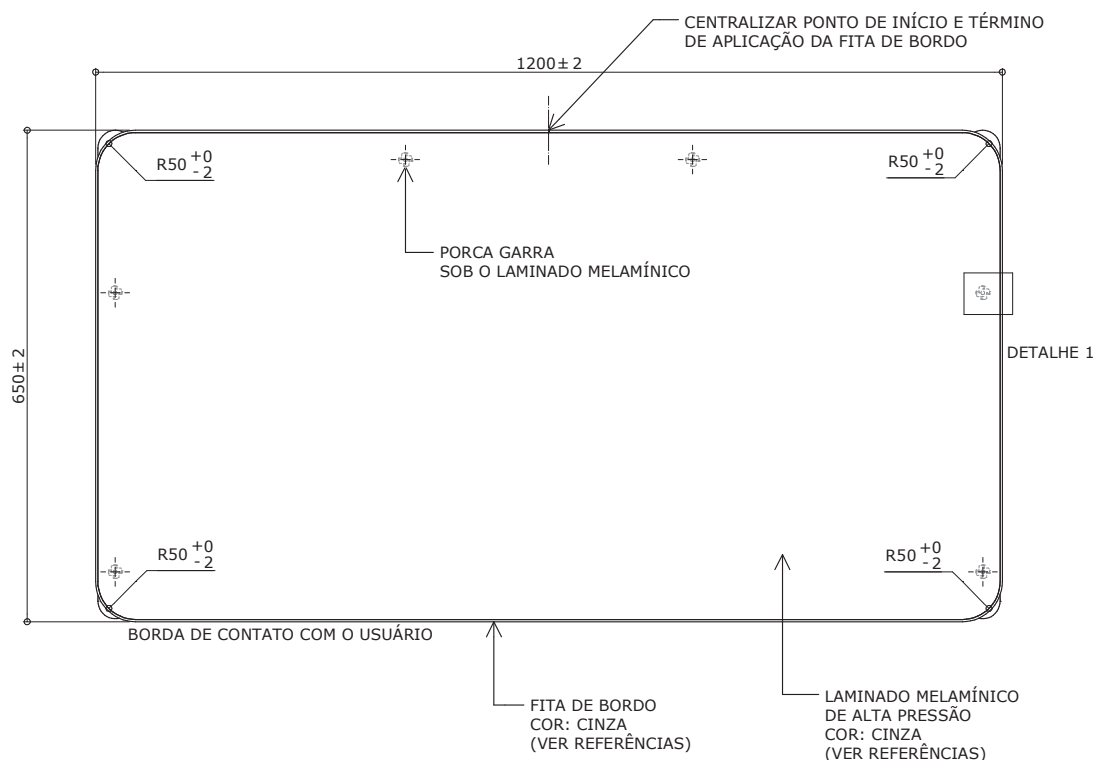 CENTRALIZAR PONTO DE INÍCIO E TÉRMINO
DE APLICAÇÃO DA FITA DE BORDO
1200±2
R50 +0 -2
R50 +0 -2
PORCA GARRA
SOB O LAMINADO MELAMÍNICO
650±2
DETALHE 1
R50 +0 -2
R50 +0 -2
BORDA DE CONTATO COM O USUÁRIO
FITA DE BORDO
COR: CINZA
(VER REFERÊNCIAS)
LAMINADO MELAMÍNICO
DE ALTA PRESSÃO
COR: CINZA
(VER REFERÊNCIAS)